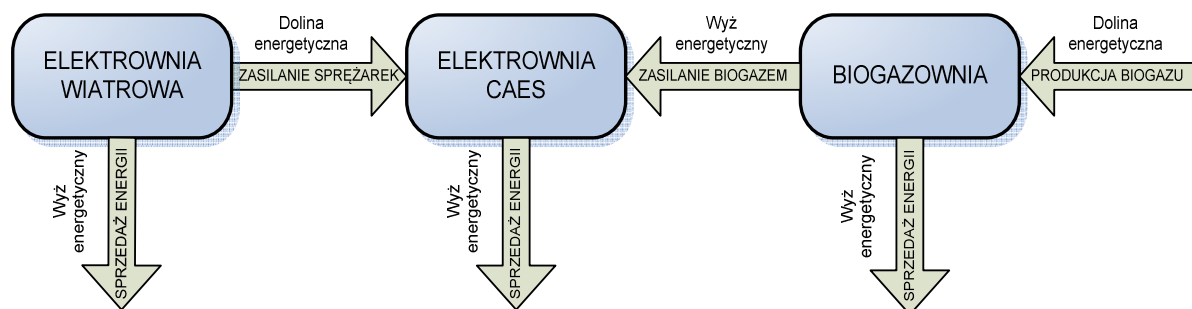 ELEKTROWNIA
WIATROWA
Dolina
energetyczna
ZASILANIE SPRĘŻAREK
ELEKTROWNIA
CAES
Wyż
energetyczny
ZASILANIE BIOGAZEM
BIOGAZOWNIA
Dolina
energetyczna
PRODUKCJA BIOGAZU
Wyż
energetyczny
SPRZEDAŻ ENERGII
Wyż
energetyczny
SPRZEDAŻ ENERGII
Wyż
energetyczny
SPRZEDAŻ ENERGII